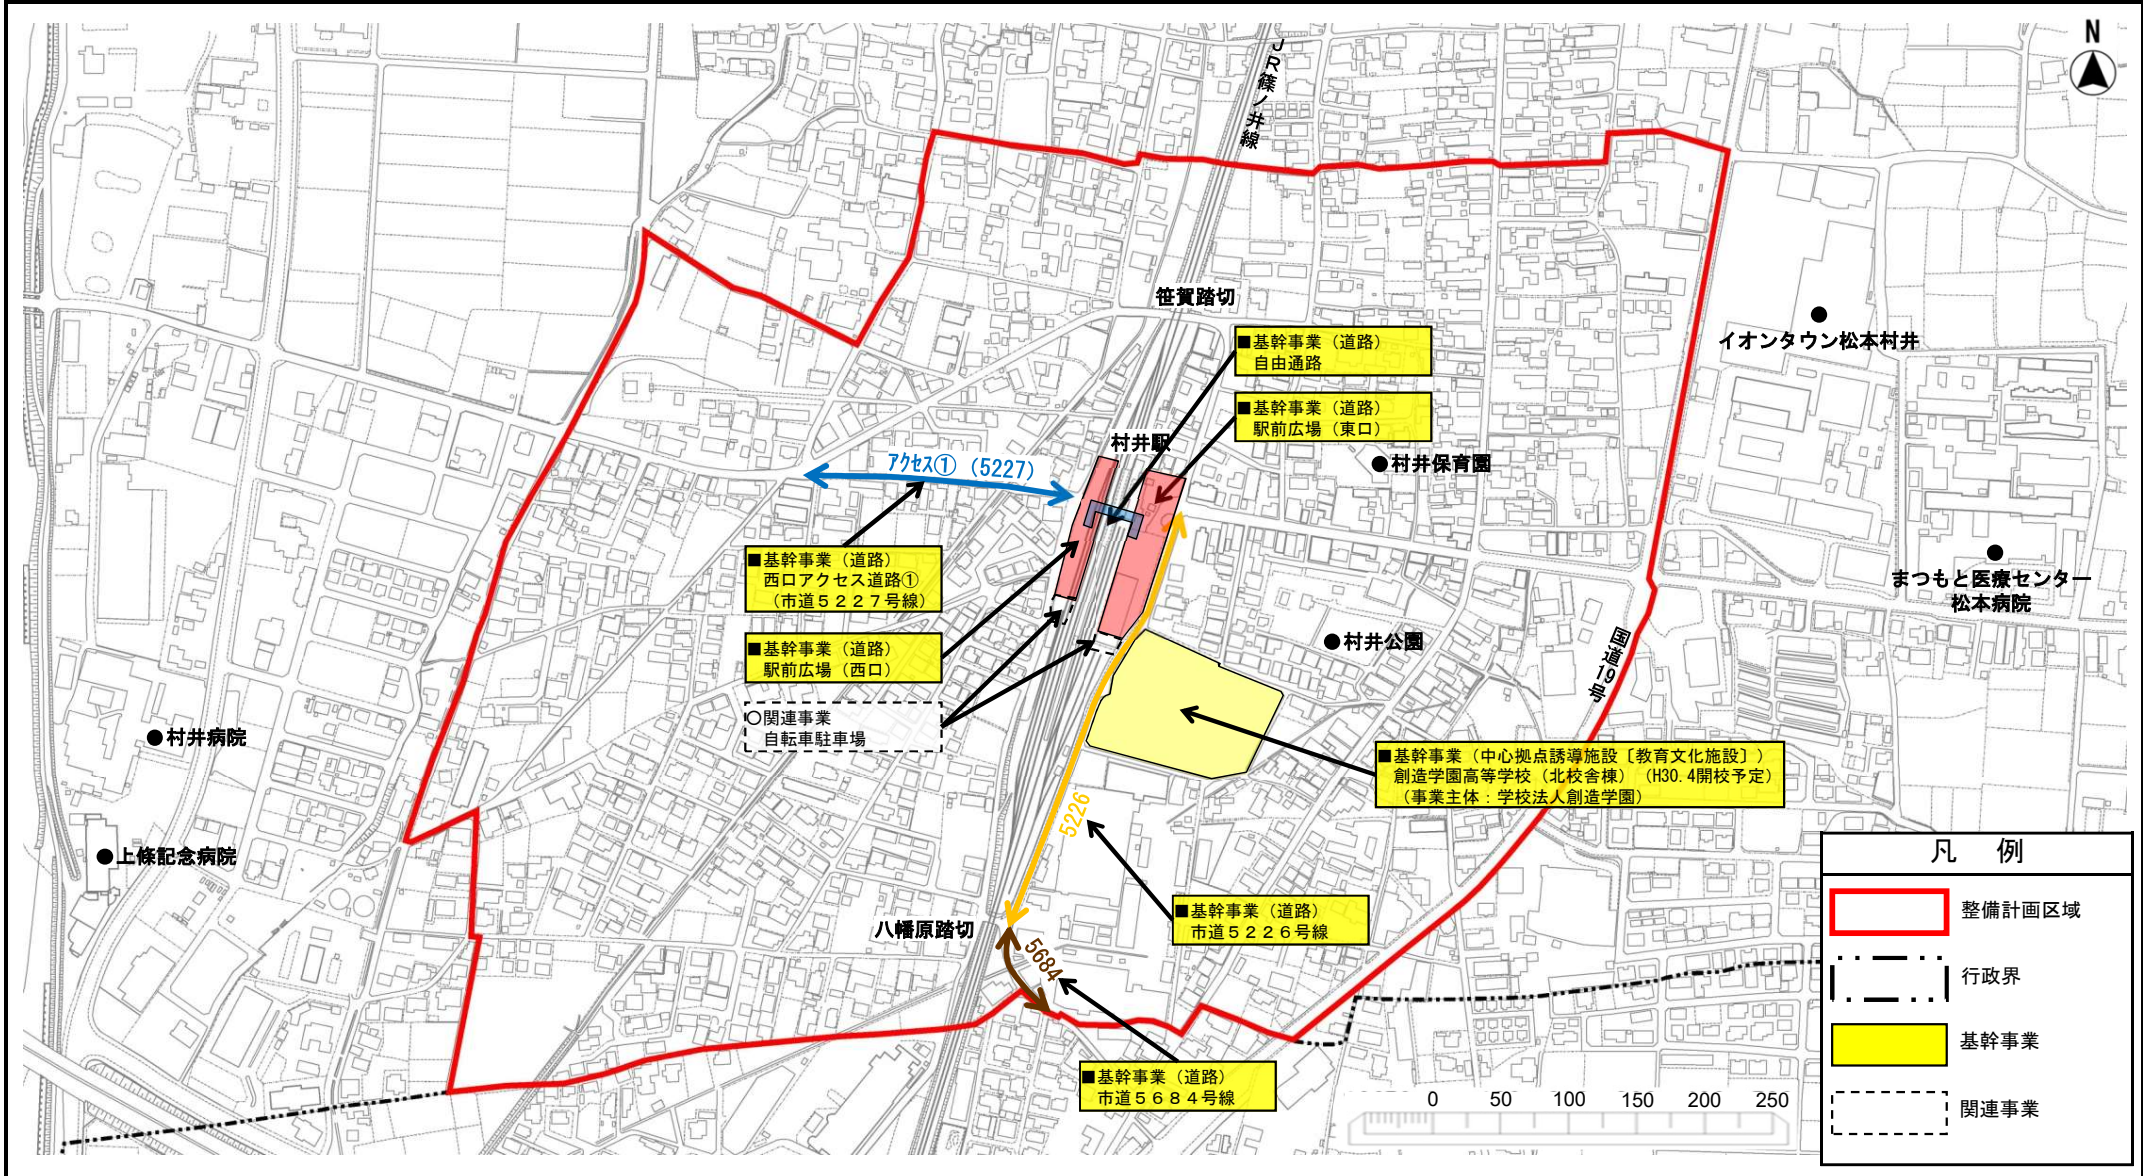 N
JR篠ノ井線
笹賀踏切
■基幹事業（道路）
自由通路
イオンタウン松本村井
■基幹事業（道路）
駅前広場（東口）
村井駅
アクセス①（5227）
●村井保育園
■基幹事業（道路）
西口アクセス道路①
（市道５２２７号線）
まつもと医療センター
松本病院
■基幹事業（道路）
駅前広場（西口）
●村井公園
国道19号
○関連事業
自転車駐車場
●村井病院
■基幹事業（中心拠点誘導施設〔教育文化施設〕）
創造学園高等学校（北校舎棟）（H30.4開校予定）
（事業主体：学校法人創造学園）
5226
●上條記念病院
■基幹事業（道路）
市道５２２６号線
八幡原踏切
5684
■基幹事業（道路）
市道５６８４号線
凡 例
整備計画区域
行政界
基幹事業
関連事業
0 50 100 150 200 250